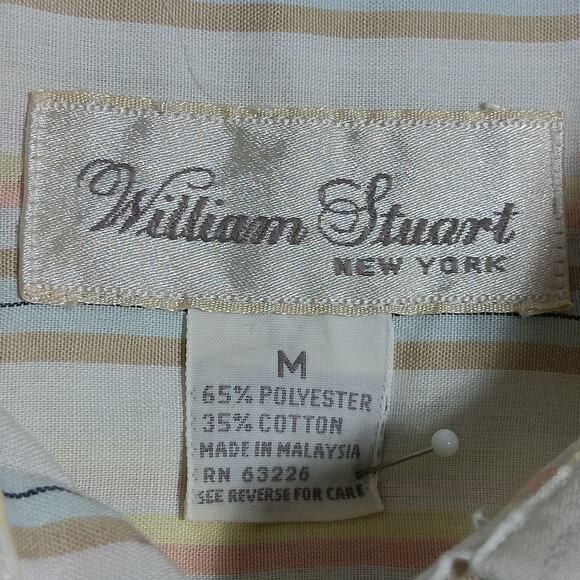 William Stuart
NEW YORK
M
65% POLYESTER
35% COTTON
MADE IN MALAYSIA
RN 63226
SEE REVERSE FOR CARE